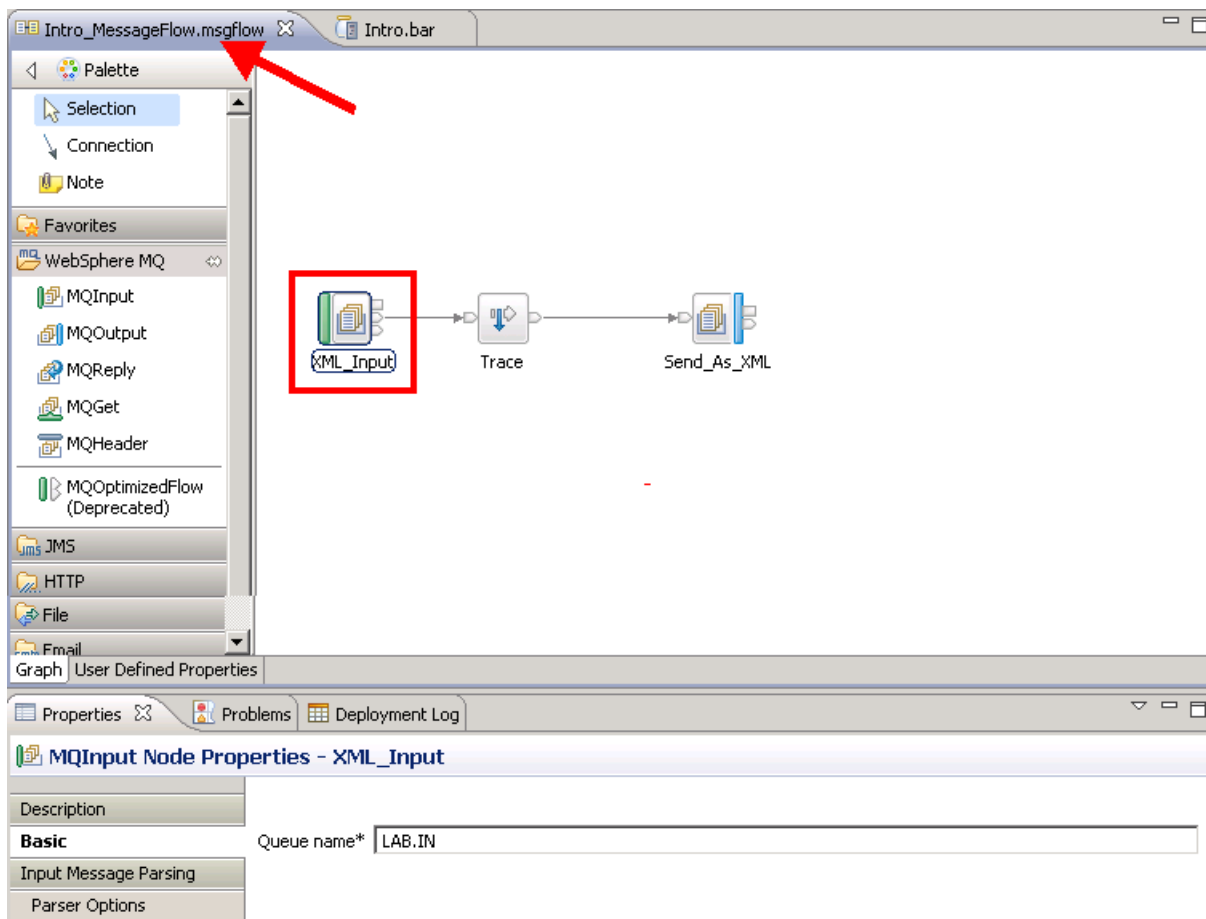 Intro_MessageFlow.msgflow
Intro.bar
Palette
Selection
Connection
Note
Favorites
WebSphere MQ
MQInput
MQOutput
MQReply
MQGet
MQHeader
MQOptimizedFlow
(Deprecated)
JMS
HTTP
File
Email
XML_Input
Trace
Send_As_XML
Graph
User Defined Properties
Properties
Problems
Deployment Log
MQInput Node Properties - XML_Input
Description
Basic
Queue name* LAB.IN
Input Message Parsing
Parser Options